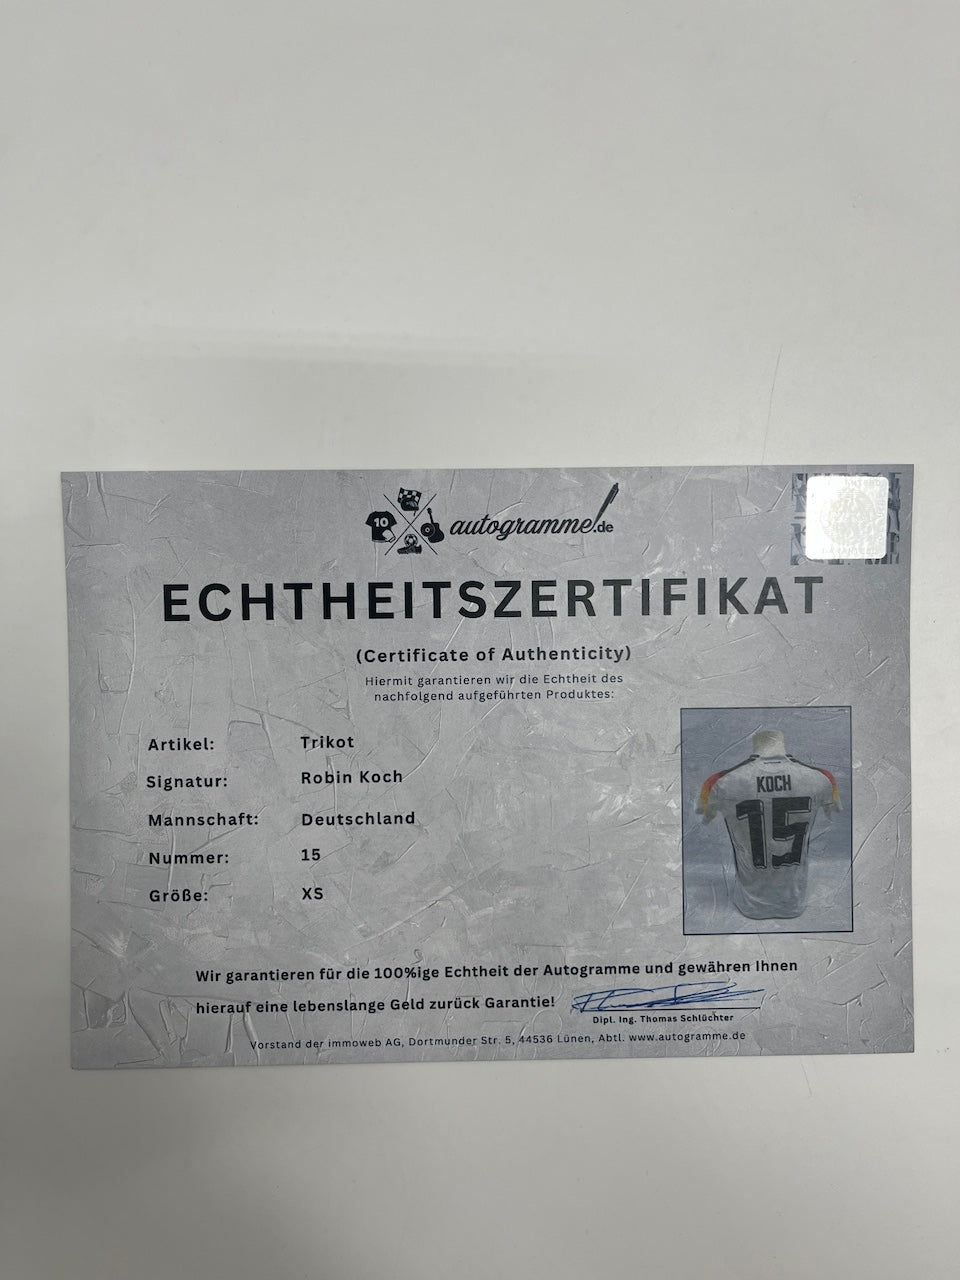 10
autogramme!.de
ECHTHEITSZERTIFIKAT
(Certificate of Authenticity)
Hiermit garantieren wir die Echtheit des
nachfolgend aufgeführten Produktes:
Artikel: Trikot
Signatur: Robin Koch
Mannschaft: Deutschland
Nummer: 15
Größe: XS
KOCH
15
Wir garantieren für die 100%ige Echtheit der Autogramme und gewähren Ihnen
hierauf eine lebenslange Geld zurück Garantie!
Dipl. Ing. Thomas Schlüchter
Vorstand der immoweb AG, Dortmunder Str. 5, 44536 Lünen, Abtl. www.autogramme.de